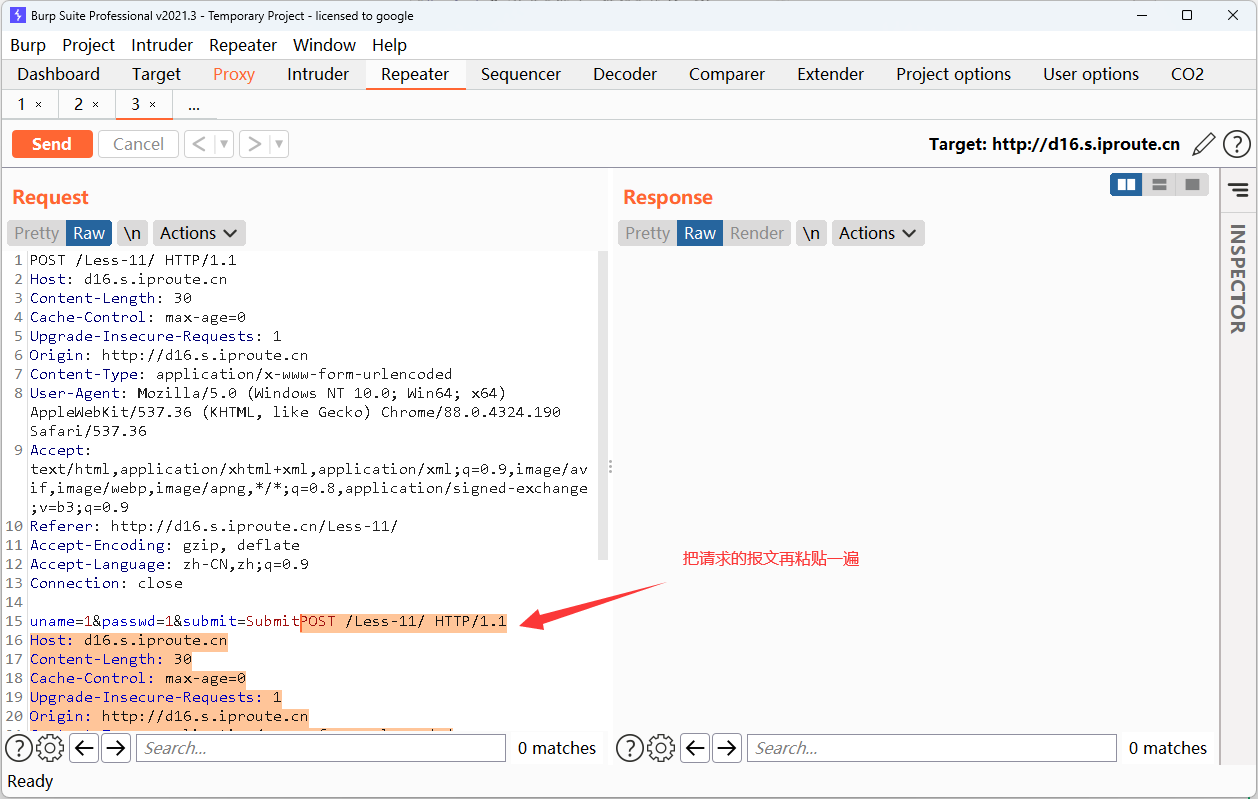 Burp Suite Professional v2021.3 - Temporary Project - licensed to google
Burp Project Intruder Repeater Window Help
Dashboard Target Proxy Intruder Repeater Sequencer Decoder Comparer Extender Project options User options CO2
1 × 2 × 3 × ...
Send Cancel < > Target: http://d16.s.iproute.cn ?
Request
Pretty Raw \n Actions
1 POST /Less-11/ HTTP/1.1
2 Host: d16.s.iproute.cn
3 Content-Length: 30
4 Cache-Control: max-age=0
5 Upgrade-Insecure-Requests: 1
6 Origin: http://d16.s.iproute.cn
7 Content-Type: application/x-www-form-urlencoded
8 User-Agent: Mozilla/5.0 (Windows NT 10.0; Win64; x64)
AppleWebKit/537.36 (KHTML, like Gecko) Chrome/88.0.4324.190
Safari/537.36
9 Accept:
text/html,application/xhtml+xml,application/xml;q=0.9,image/av
if,image/webp,image/apng,*/*;q=0.8,application/signed-exchange
;v=b3;q=0.9
10 Referer: http://d16.s.iproute.cn/Less-11/
11 Accept-Encoding: gzip, deflate
12 Accept-Language: zh-CN,zh;q=0.9
13 Connection: close
14
15 uname=1&passwd=1&submit=SubmitPOST /Less-11/ HTTP/1.1
16 Host: d16.s.iproute.cn
17 Content-Length: 30
18 Cache-Control: max-age=0
19 Upgrade-Insecure-Requests: 1
20 Origin: http://d16.s.iproute.cn
? Search... 0 matches
Response
Pretty Raw Render \n Actions
把请求的报文再粘贴一遍
? Search... 0 matches
INSPECTOR
Ready